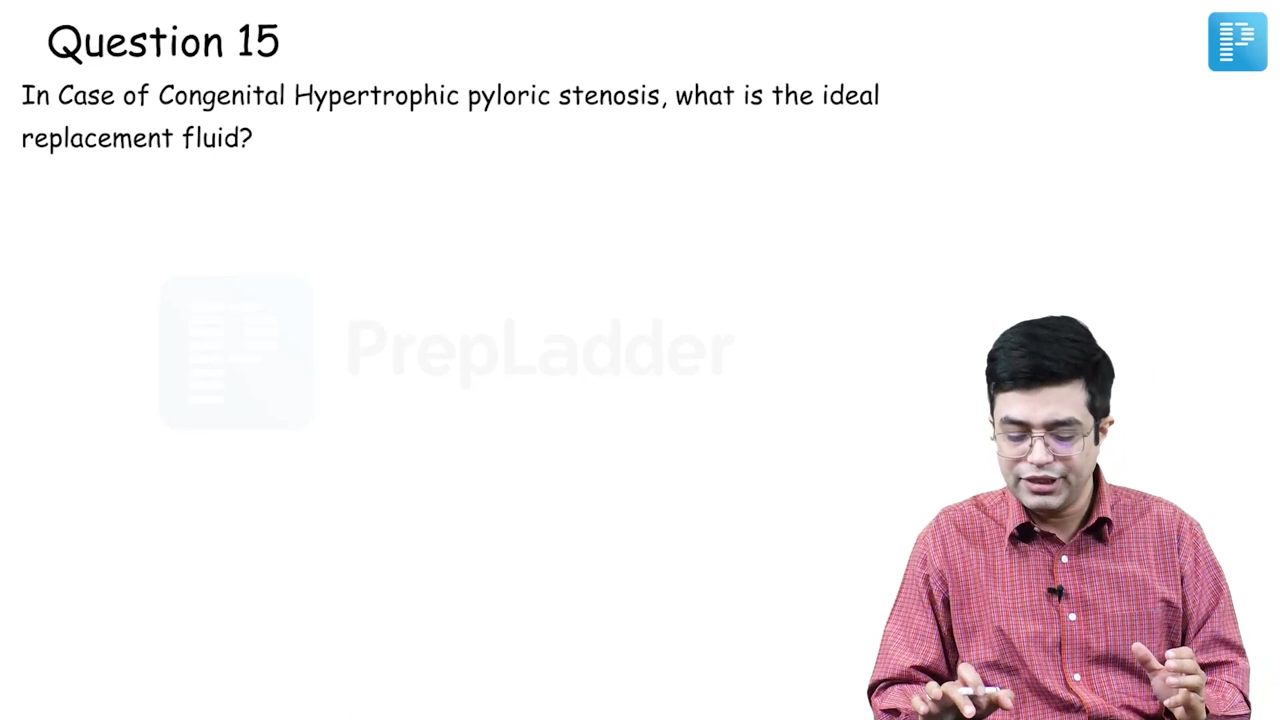 Question 15
In Case of Congenital Hypertrophic pyloric stenosis, what is the ideal
replacement fluid?
PrepLadder